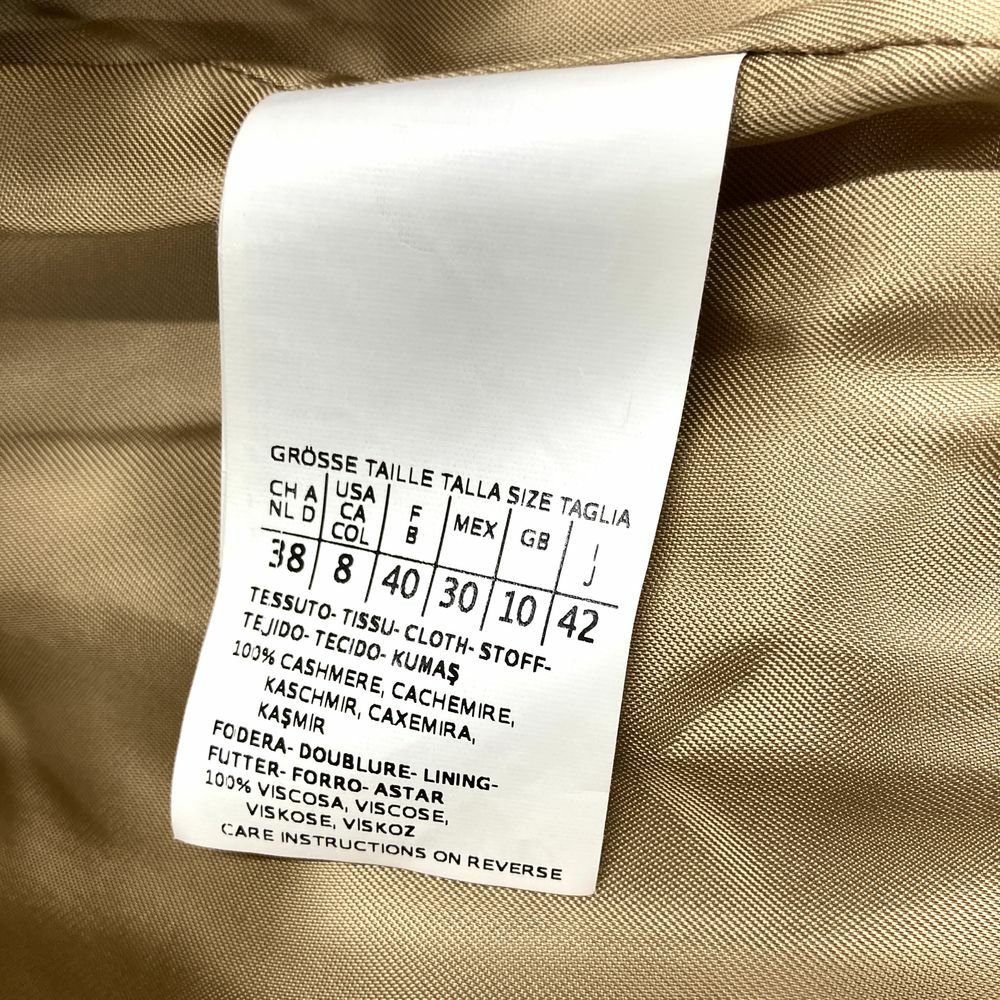 GRÖSSE TAILLE TALLA SIZE TAGLIA
CH A NL D | USA CA COL | F B | MEX | GB | I J
38 | 8 | 40 | 30 | 10 | 42
TESSUTO- TISSU- CLOTH- STOFF-
TEJIDO- TECIDO- KUMAŞ
100% CASHMERE, CACHEMIRE,
KASCHMIR, CAXEMIRA,
KAŞMIR
FODERA- DOUBLURE- LINING-
FUTTER- FORRO- ASTAR
100% VISCOSA, VISCOSE,
VISKOSE, VISKOZ
CARE INSTRUCTIONS ON REVERSE